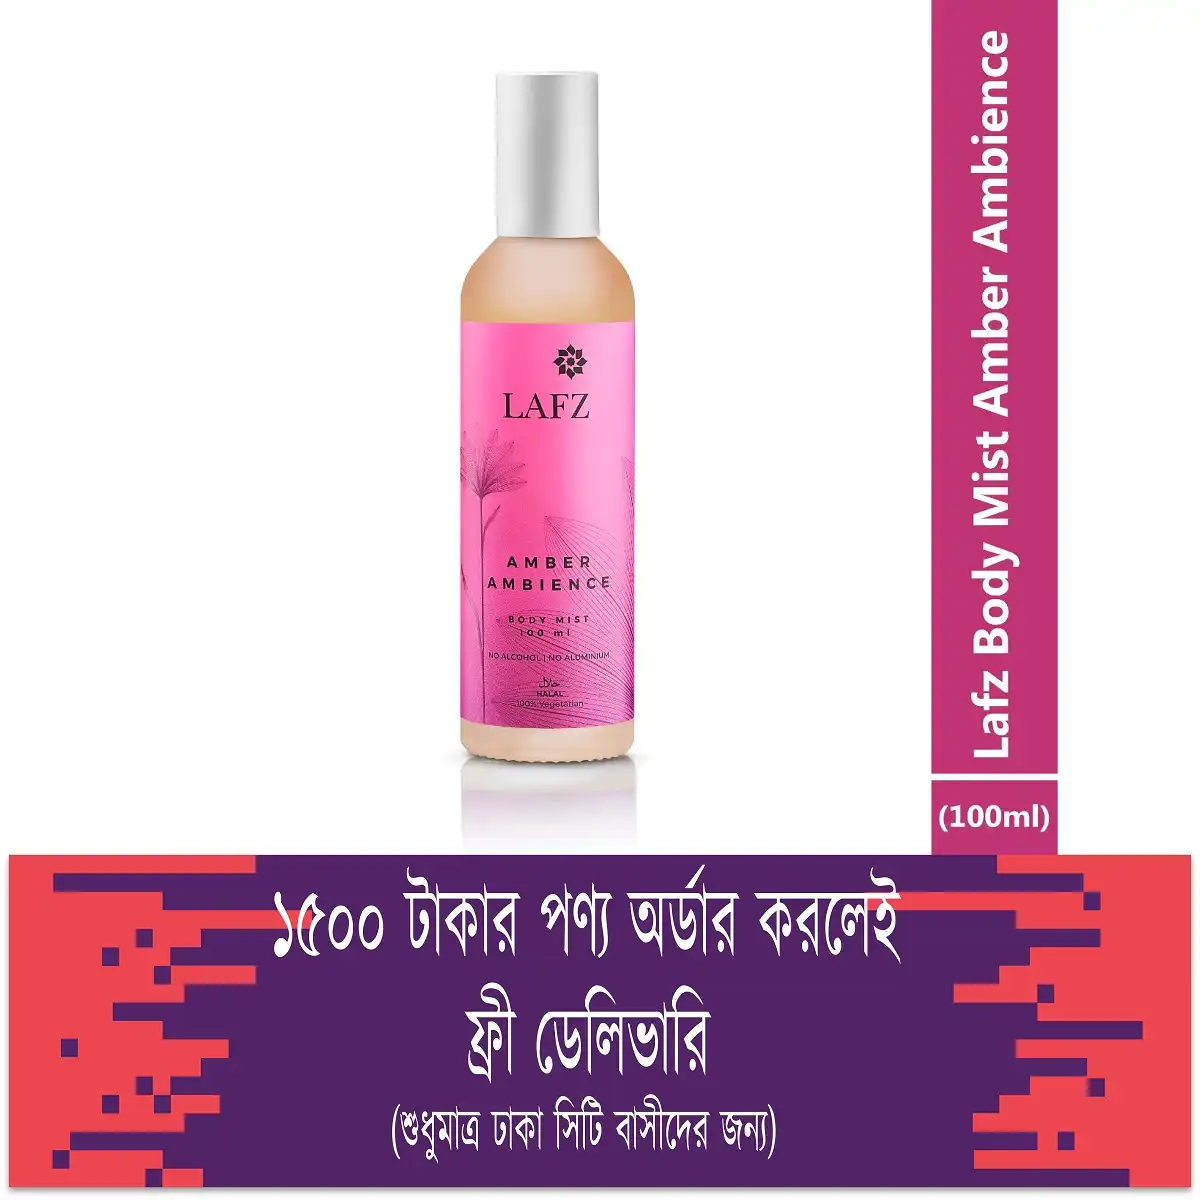 LAFZ
AMBER
AMBIENCE
BODY MIST
100 ml
NO ALCOHOL | NO ALUMINIUM
حلال
HALAL
100% Vegetarian
Lafz Body Mist Amber Ambience
(100ml)
১৫০০ টাকার পণ্য অর্ডার করলেই
ফ্রী ডেলিভারি
(শুধুমাত্র ঢাকা সিটি বাসীদের জন্য)